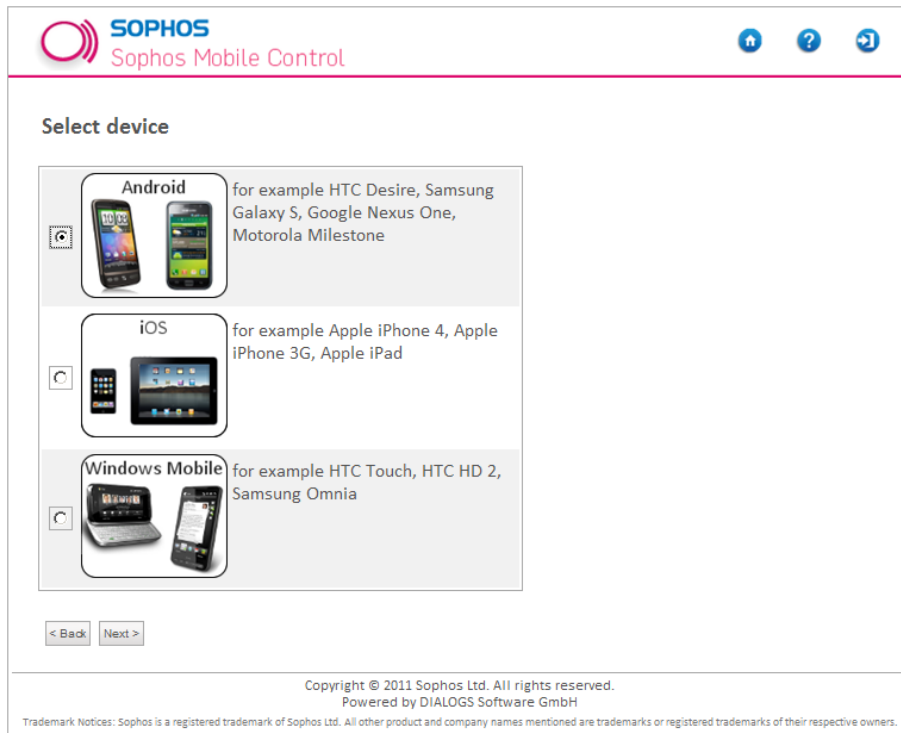 SOPHOS
Sophos Mobile Control
Select device
Android
for example HTC Desire, Samsung
Galaxy S, Google Nexus One,
Motorola Milestone
iOS
for example Apple iPhone 4, Apple
iPhone 3G, Apple iPad
Windows Mobile
for example HTC Touch, HTC HD 2,
Samsung Omnia
< Back Next >
Copyright © 2011 Sophos Ltd. All rights reserved.
Powered by DIALOGS Software GmbH
Trademark Notices: Sophos is a registered trademark of Sophos Ltd. All other product and company names mentioned are trademarks or registered trademarks of their respective owners.